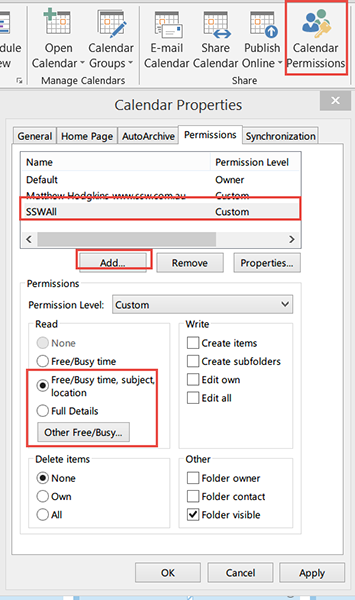 dule Open E-mail Share Publish Calendar
ew Calendar Groups Calendar Calendar Online Permissions
Manage Calendars Share
Calendar Properties
General Home Page AutoArchive Permissions Synchronization
Name Permission Level
Default Owner
Matthew Hodgkins www.ssw.com.au Custom
SSWAll Custom
Add... Remove Properties...
Permissions
Permission Level: Custom
Read Write
None Create items
Free/Busy time Create subfolders
Free/Busy time, subject, Edit own
location Edit all
Full Details
Other Free/Busy...
Delete items Other
None Folder owner
Own Folder contact
All Folder visible
OK Cancel Apply